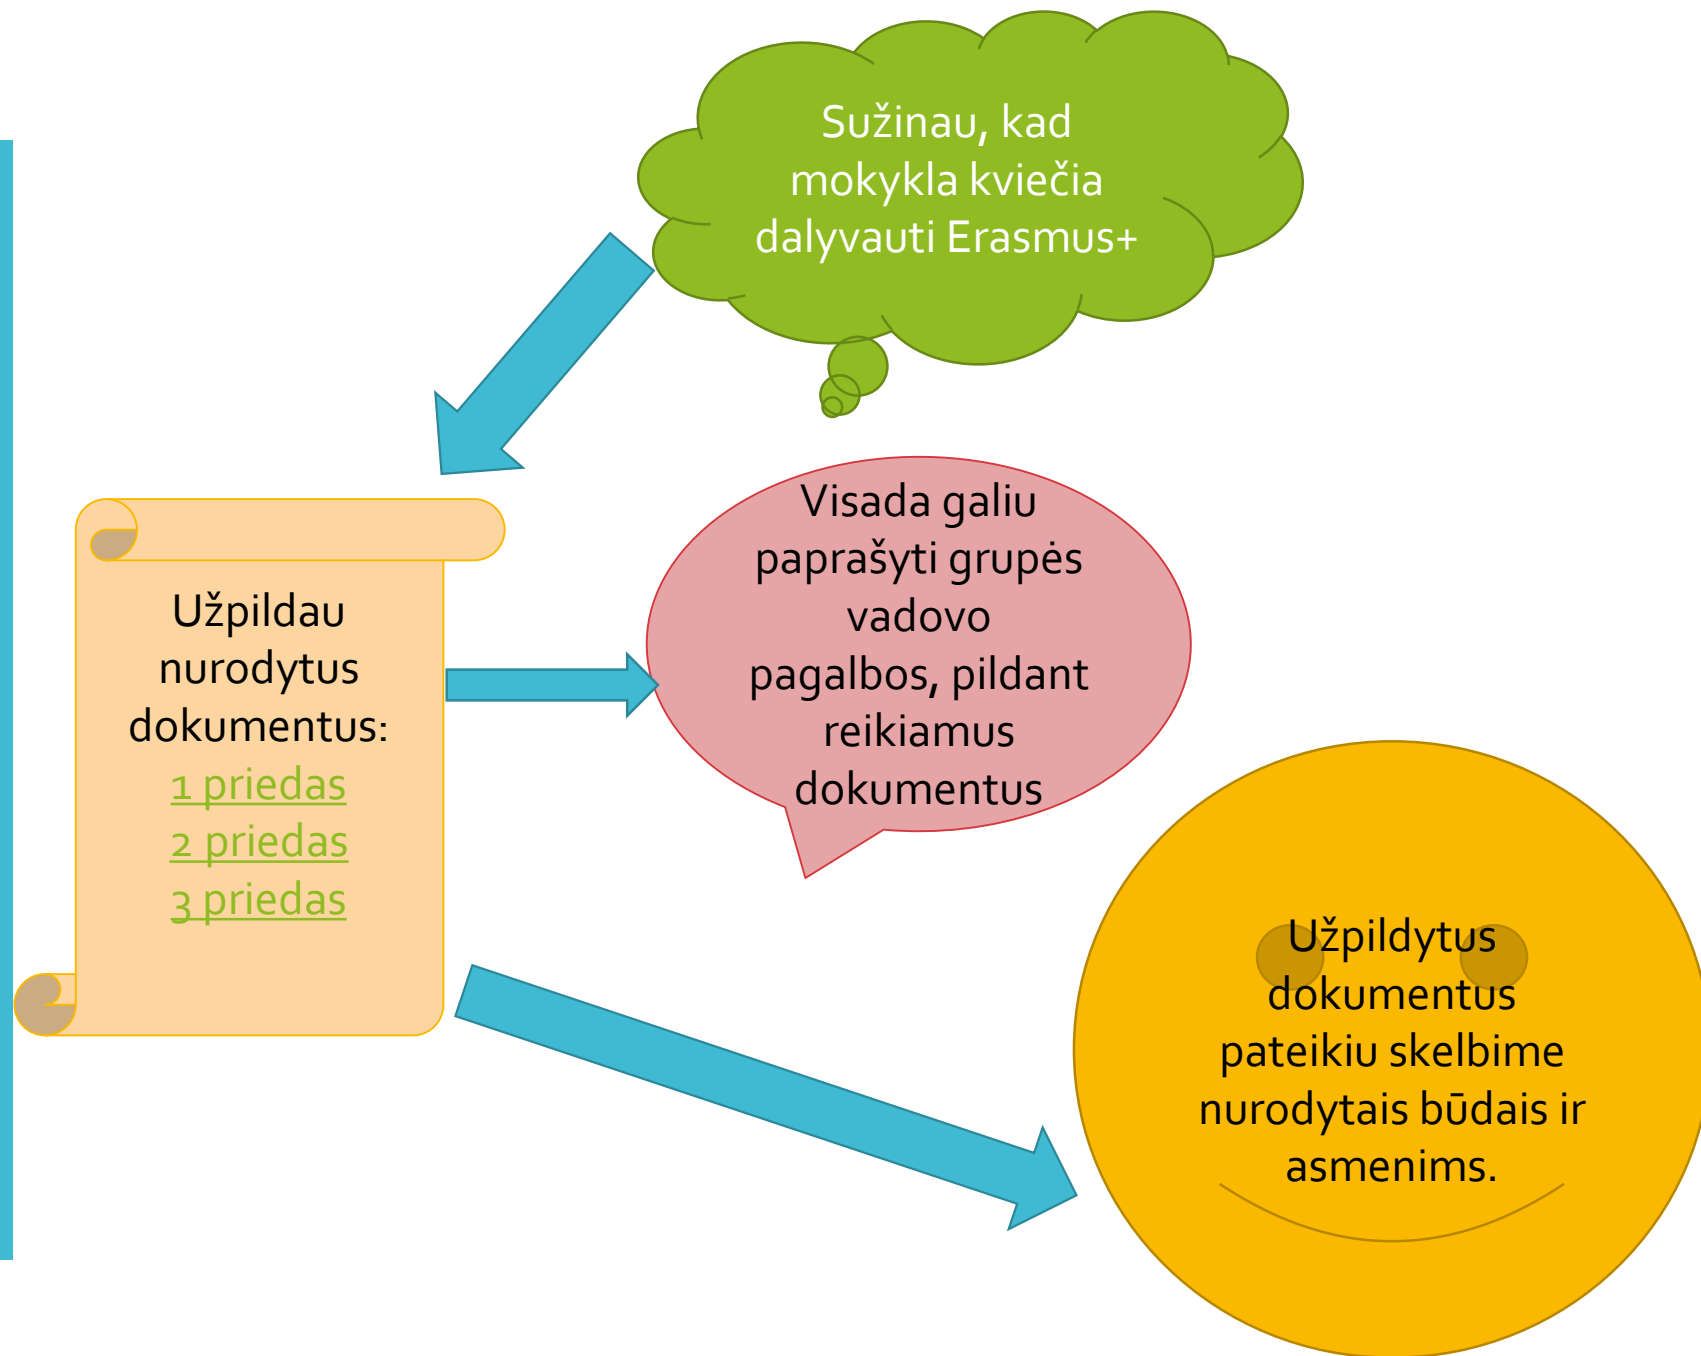 Sužinau, kad
mokykla kviečia
dalyvauti Erasmus+
Užpildau
nurodytus
dokumentus:
1 priedas
2 priedas
3 priedas
Visada galiu
paprašyti grupės
vadovo
pagalbos, pildant
reikiamus
dokumentus
Užpildytus
dokumentus
pateikiu skelbime
nurodytais būdais ir
asmenims.